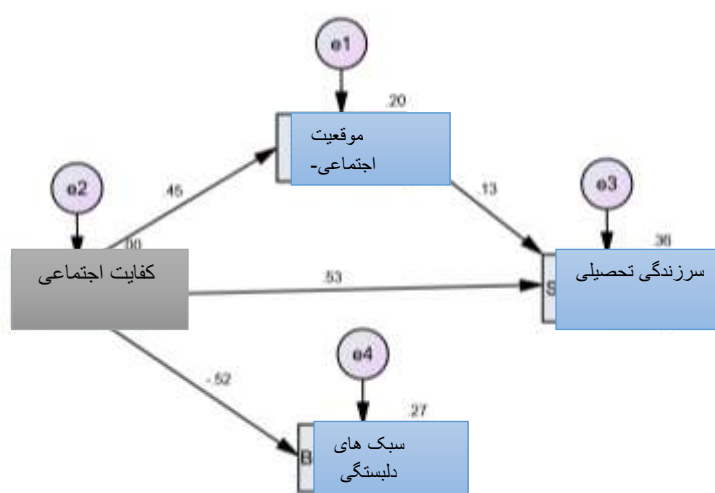 e1
.20
موقعیت
اجتماعی-
e2
.45
.13
e3
.00
.36
کفایت اجتماعی
.53
S
سرزندگی تحصیلی
-.52
e4
.27
B
سبک های
دلبستگی